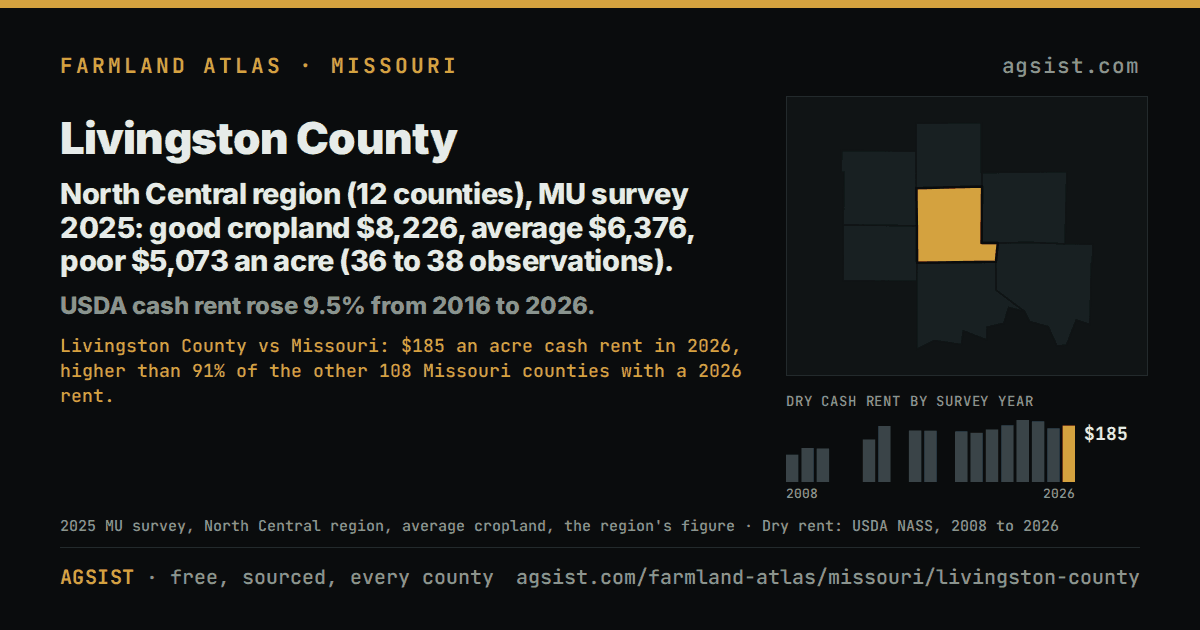 FARMLAND ATLAS · MISSOURI
agsist.com
Livingston County
North Central region (12 counties), MU survey
2025: good cropland $8,226, average $6,376,
poor $5,073 an acre (36 to 38 observations).
USDA cash rent rose 9.5% from 2016 to 2026.
Livingston County vs Missouri: $185 an acre cash rent in 2026,
higher than 91% of the other 108 Missouri counties with a 2026
rent.
DRY CASH RENT BY SURVEY YEAR
$185
2008 2026
2025 MU survey, North Central region, average cropland, the region's figure · Dry rent: USDA NASS, 2008 to 2026
AGSIST · free, sourced, every county agsist.com/farmland-atlas/missouri/livingston-county